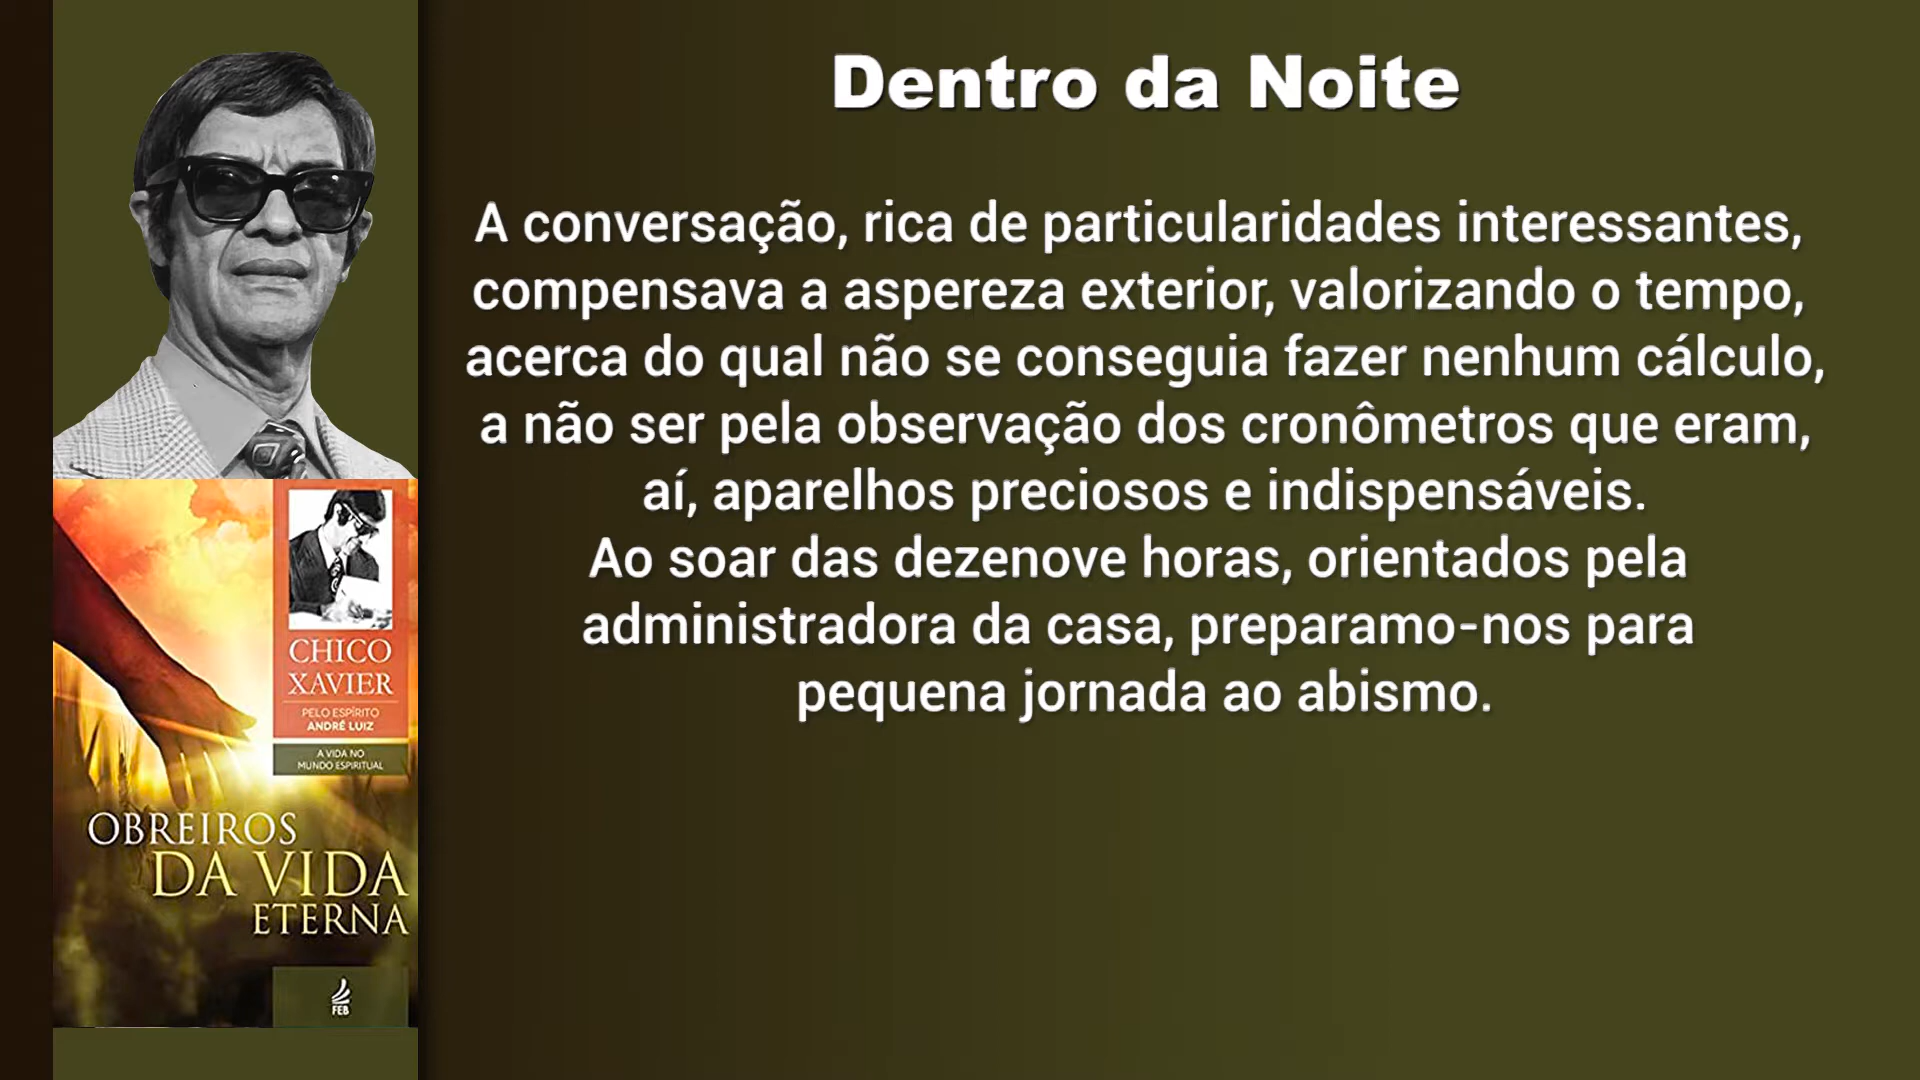 Dentro da Noite
A conversação, rica de particularidades interessantes,
compensava a aspereza exterior, valorizando o tempo,
acerca do qual não se conseguia fazer nenhum cálculo,
a não ser pela observação dos cronômetros que eram,
aí, aparelhos preciosos e indispensáveis.
Ao soar das dezenove horas, orientados pela
administradora da casa, preparamo-nos para
pequena jornada ao abismo.
CHICO
XAVIER
PELO ESPÍRITO
ANDRÉ LUIZ
A VIDA NO
MUNDO ESPIRITUAL
OBREIROS
DA VIDA
ETERNA
FEB